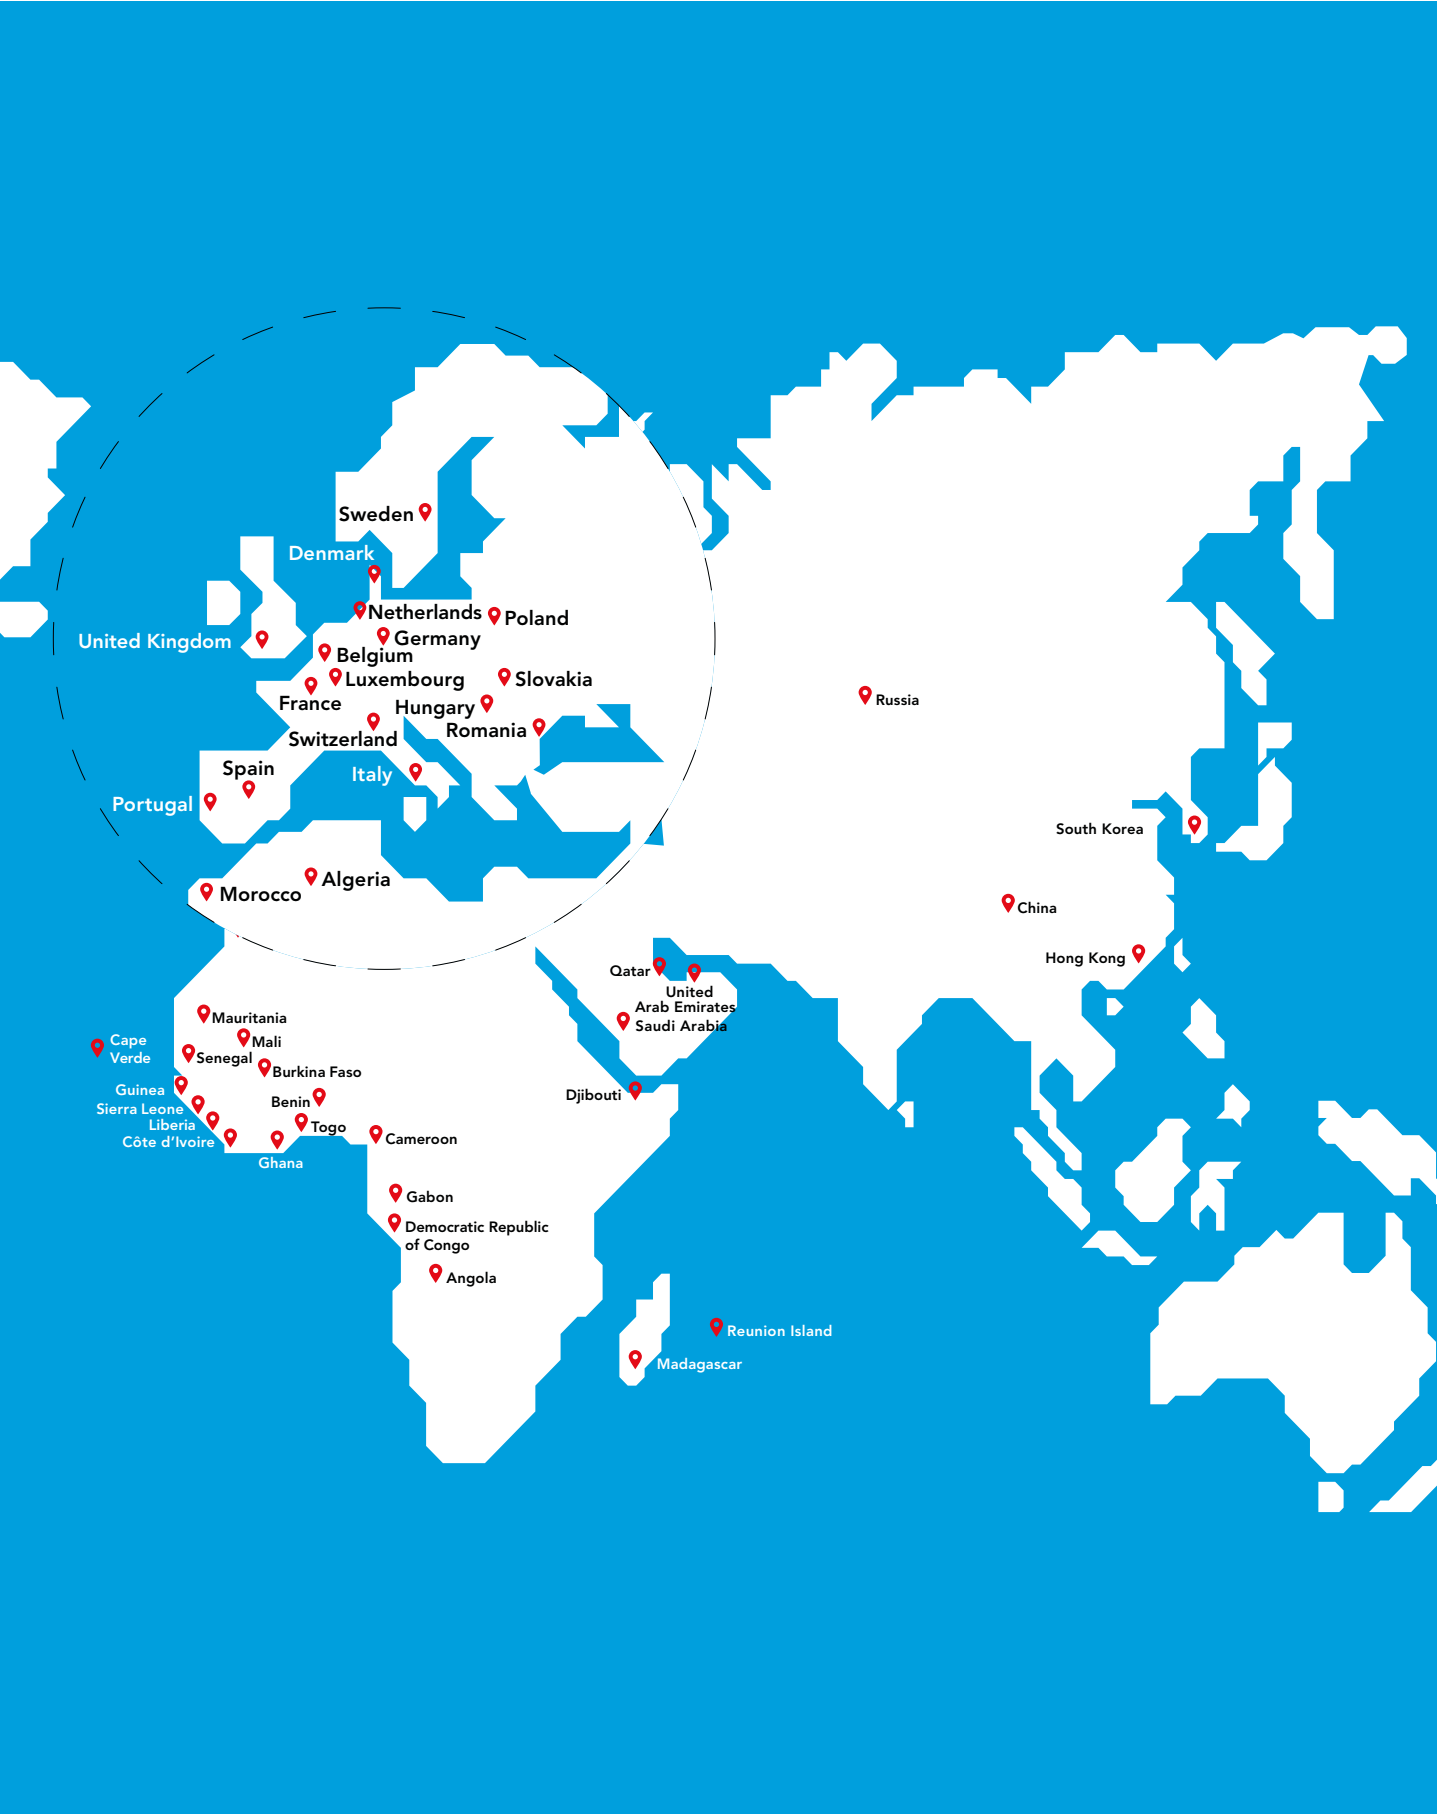 Sweden
Denmark
Netherlands
Poland
United Kingdom
Germany
Belgium
Luxembourg
Slovakia
France
Hungary
Romania
Switzerland
Spain
Italy
Portugal
Algeria
Morocco
Russia
South Korea
China
Hong Kong
Qatar
United
Arab Emirates
Saudi Arabia
Mauritania
Cape
Verde
Mali
Senegal
Burkina Faso
Guinea
Sierra Leone
Benin
Djibouti
Liberia
Togo
Côte d’Ivoire
Cameroon
Ghana
Gabon
Democratic Republic
of Congo
Angola
Reunion Island
Madagascar